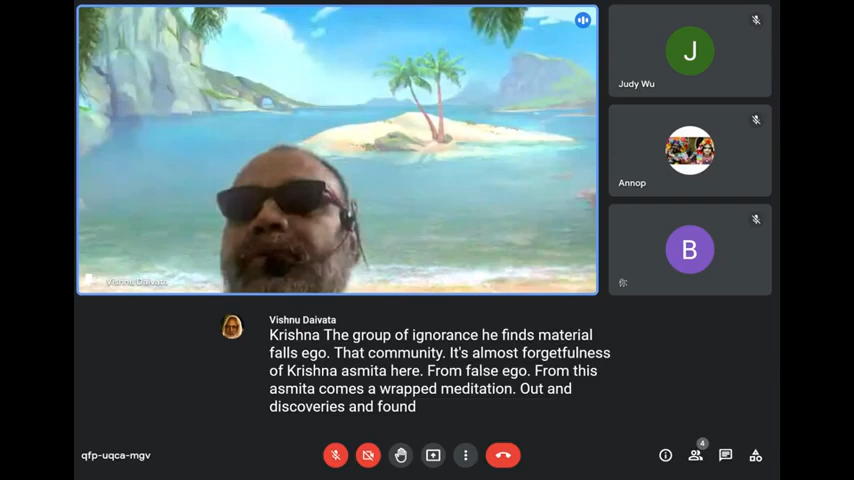 J
Judy Wu
Annop
B
你
Vishnu Daivata
Vishnu Daivata
Krishna The group of ignorance he finds material
falls ego. That community. It's almost forgetfulness
of Krishna asmita here. From false ego. From this
asmita comes a wrapped meditation. Out and
discoveries and found
qfp-uqca-mgv
4